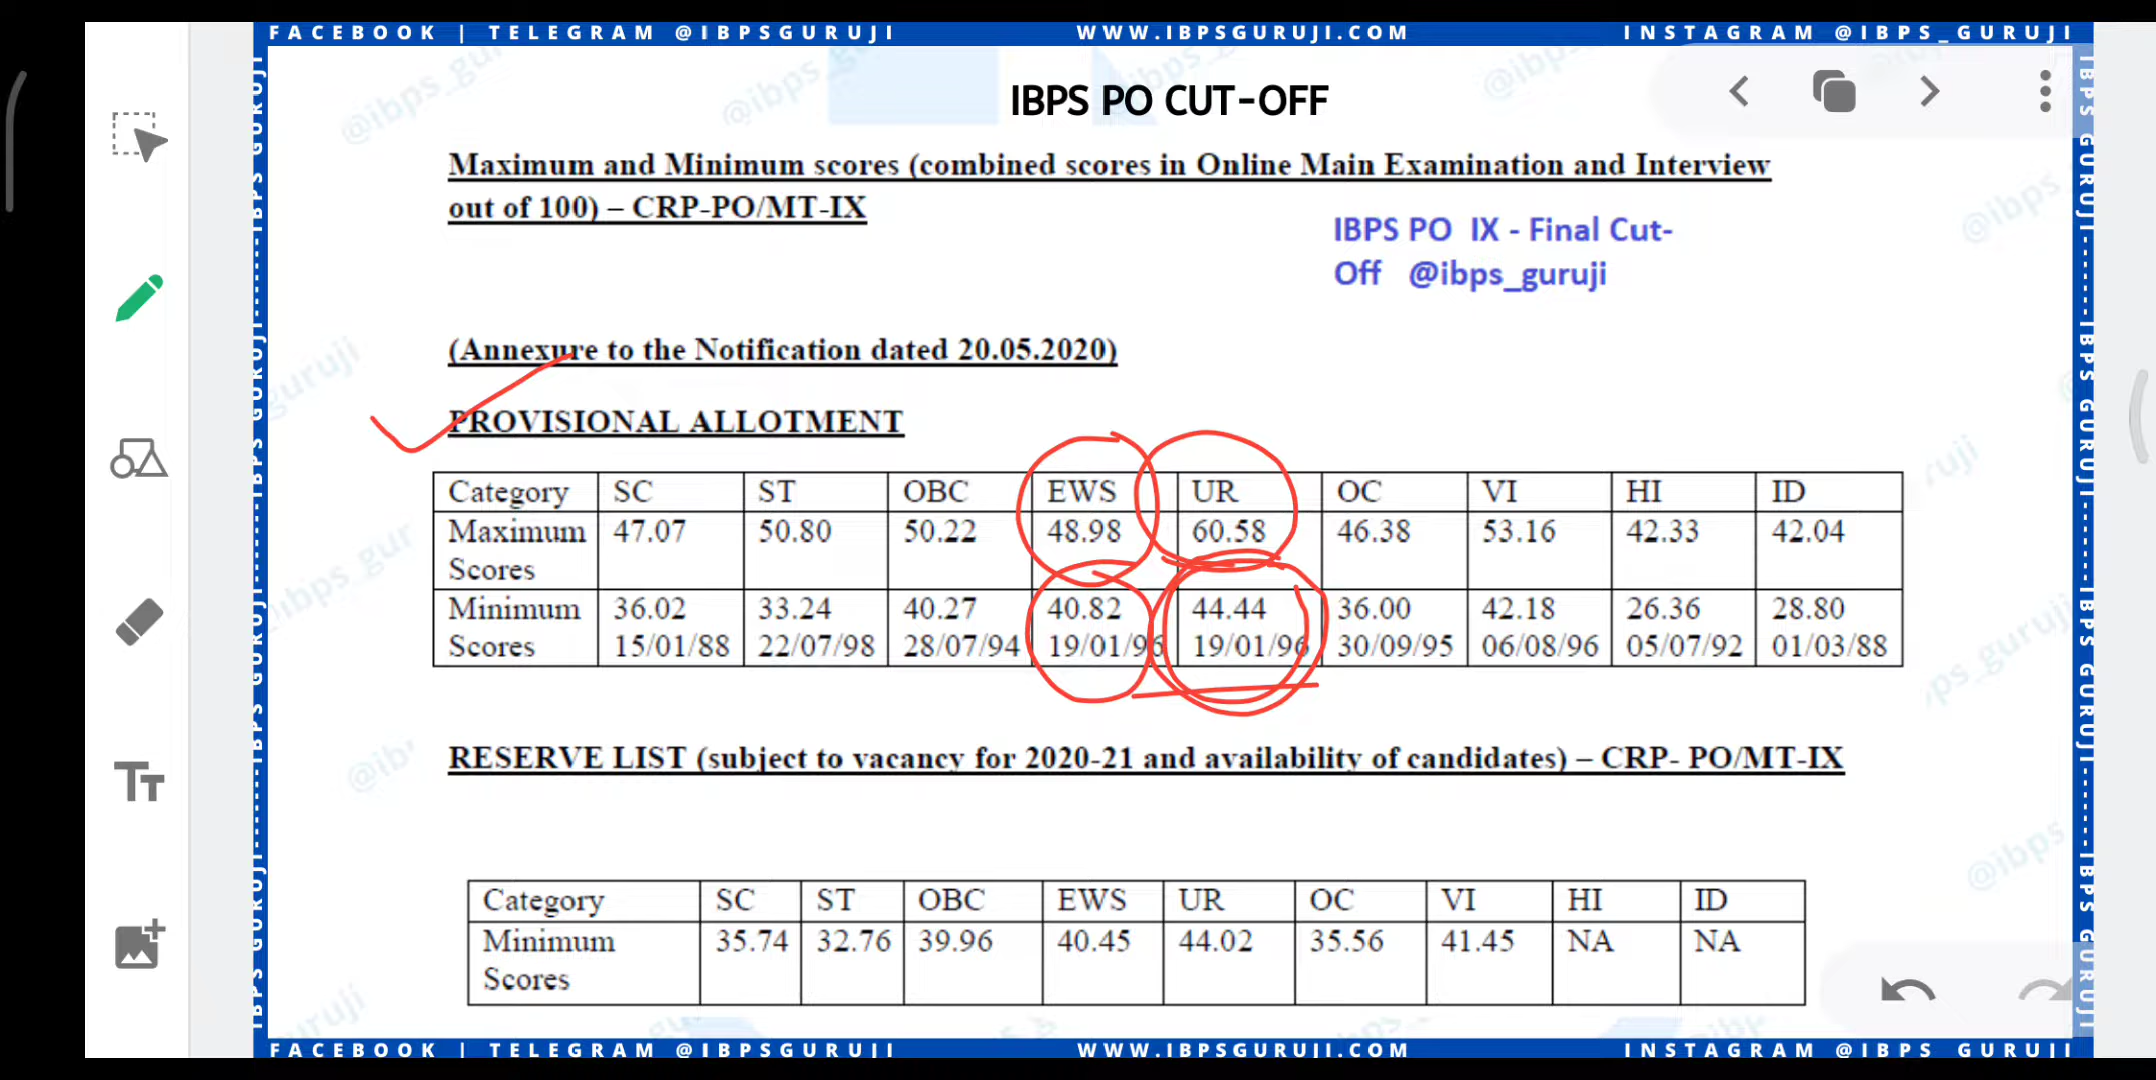 FACEBOOK | TELEGRAM @IBPSGURUJI WWW.IBPSGURUJI.COM INSTAGRAM @IBPS_GURUJI
IBPS PO CUT-OFF
Maximum and Minimum scores (combined scores in Online Main Examination and Interview
out of 100) – CRP-PO/MT-IX
IBPS PO IX - Final Cut-
Off @ibps_guruji
(Annexure to the Notification dated 20.05.2020)
PROVISIONAL ALLOTMENT
Category SC ST OBC EWS UR OC VI HI ID
Maximum 47.07 50.80 50.22 48.98 60.58 46.38 53.16 42.33 42.04
Scores
Minimum 36.02 33.24 40.27 40.82 44.44 36.00 42.18 26.36 28.80
Scores 15/01/88 22/07/98 28/07/94 19/01/96 19/01/96 30/09/95 06/08/96 05/07/92 01/03/88
RESERVE LIST (subject to vacancy for 2020-21 and availability of candidates) – CRP- PO/MT-IX
Category SC ST OBC EWS UR OC VI HI ID
Minimum 35.74 32.76 39.96 40.45 44.02 35.56 41.45 NA NA
Scores
FACEBOOK | TELEGRAM @IBPSGURUJI WWW.IBPSGURUJI.COM INSTAGRAM @IBPS_GURUJI